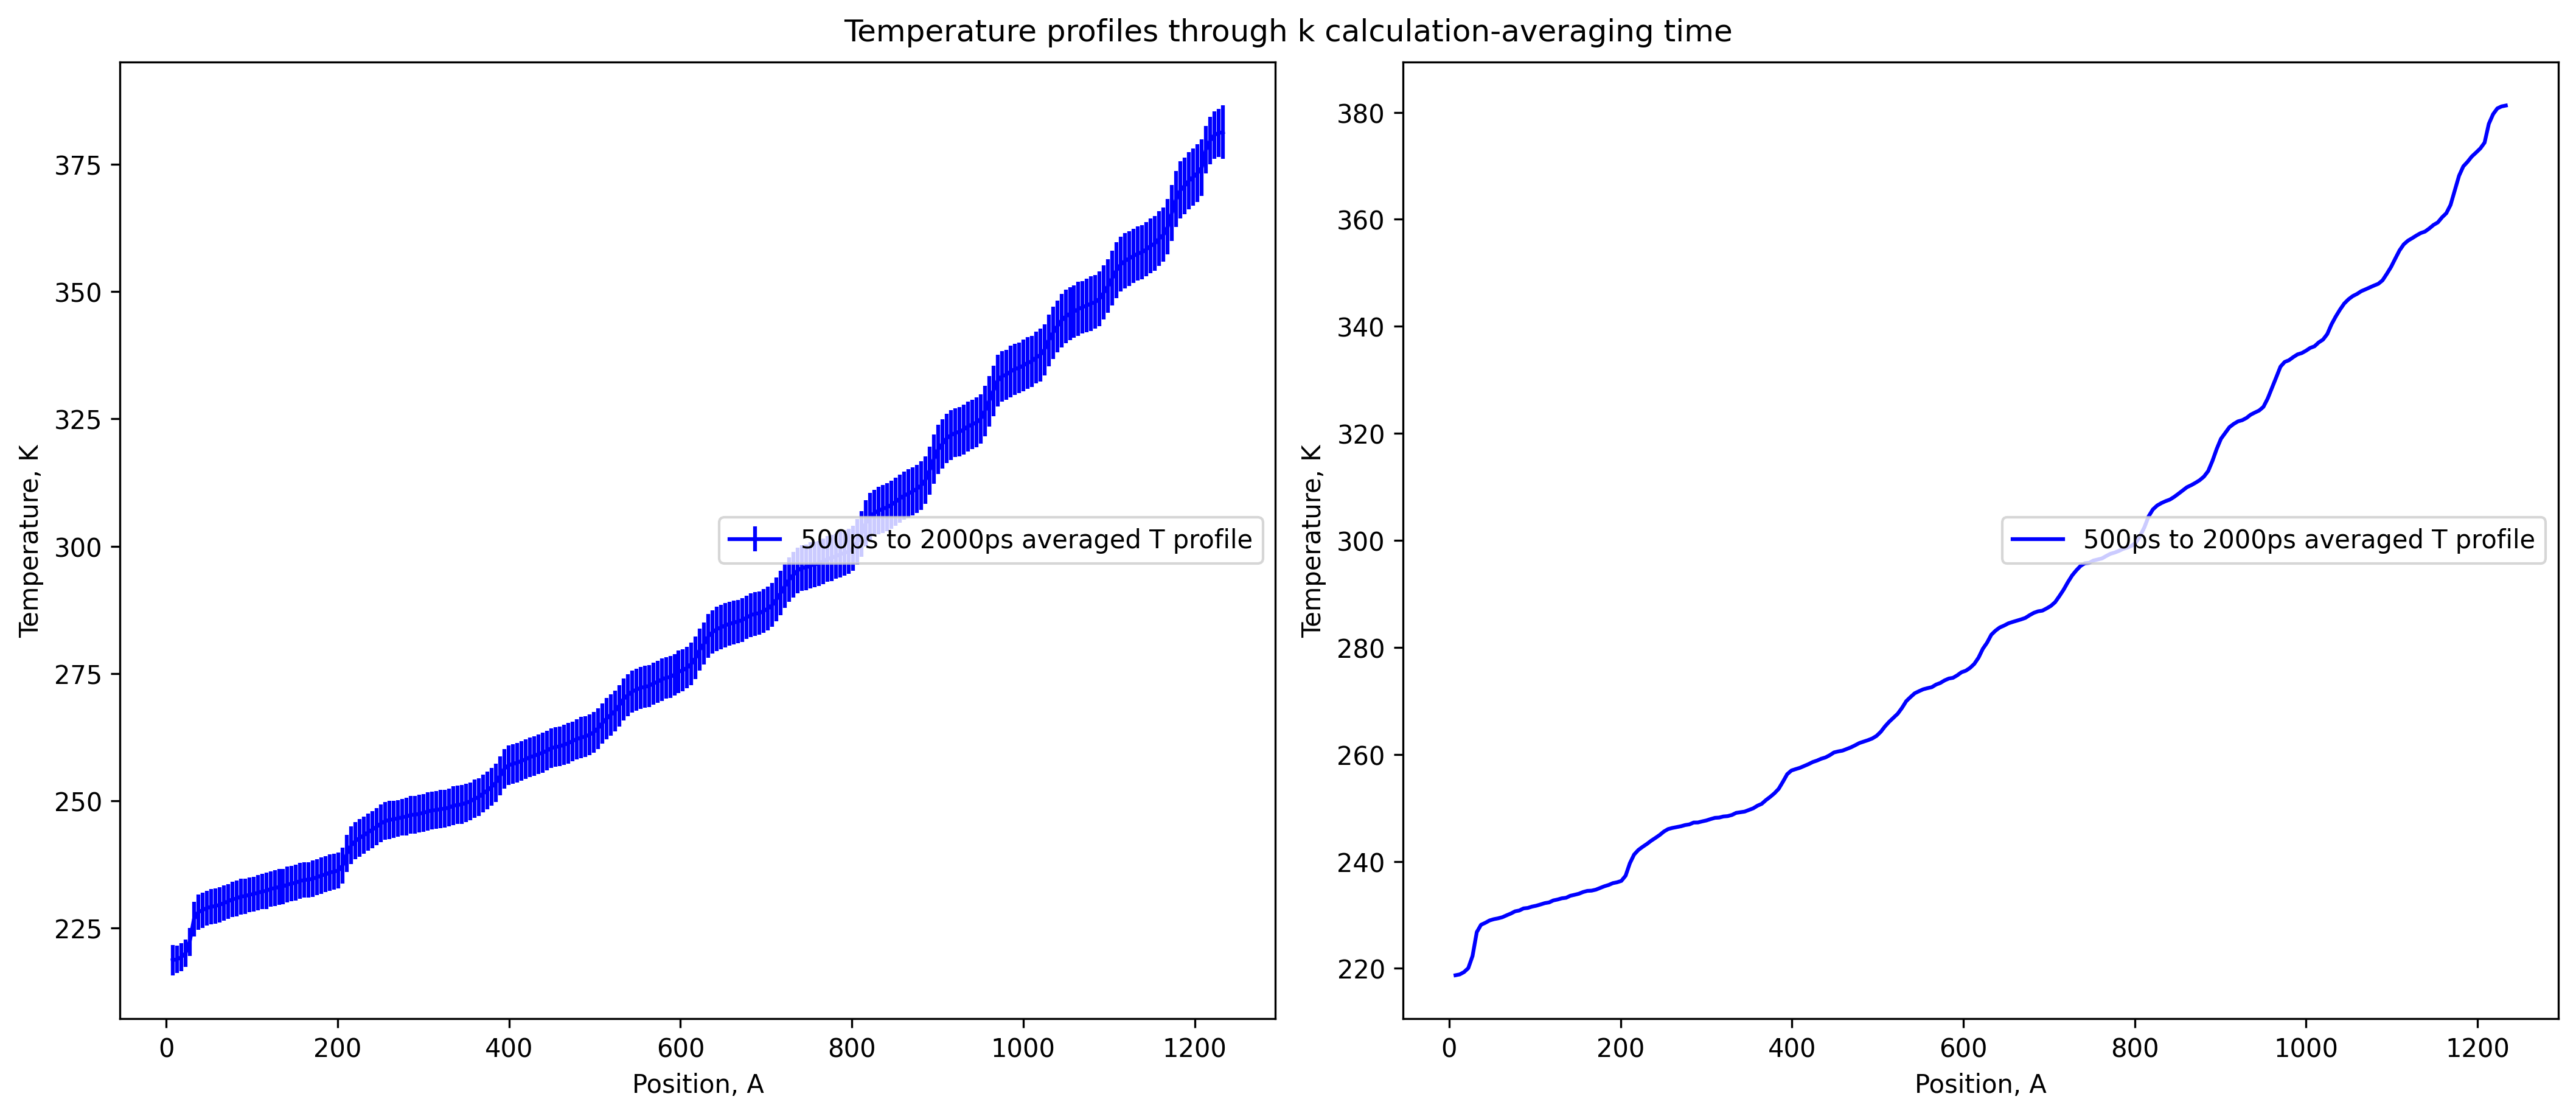 Temperature profiles through k calculation-averaging time
Temperature, K
375
350
325
300
275
250
225
500ps to 2000ps averaged T profile
0 200 400 600 800 1000 1200
Position, A
Temperature, K
380
360
340
320
300
280
260
240
220
500ps to 2000ps averaged T profile
0 200 400 600 800 1000 1200
Position, A